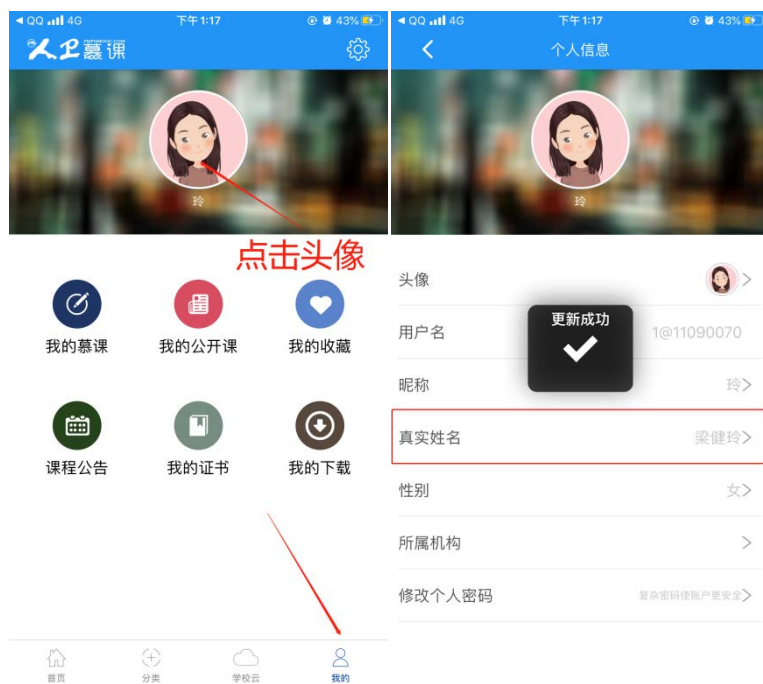 QQ 4G 下午1:17 43%
人卫慕课
玲
点击头像
我的慕课 我的公开课 我的收藏
课程公告 我的证书 我的下载
首页 分类 学校云 我的
QQ 4G 下午1:17 43%
个人信息
玲
头像
更新成功
用户名 1@11090070
昵称 玲
真实姓名 梁健玲
性别 女
所属机构
修改个人密码 复杂密码使账户更安全